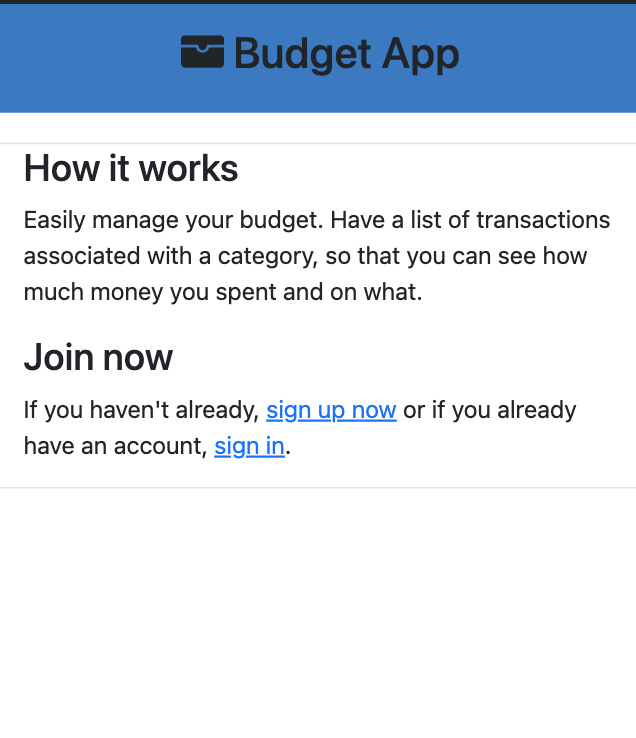 Budget App
How it works
Easily manage your budget. Have a list of transactions
associated with a category, so that you can see how
much money you spent and on what.
Join now
If you haven't already, sign up now or if you already
have an account, sign in.